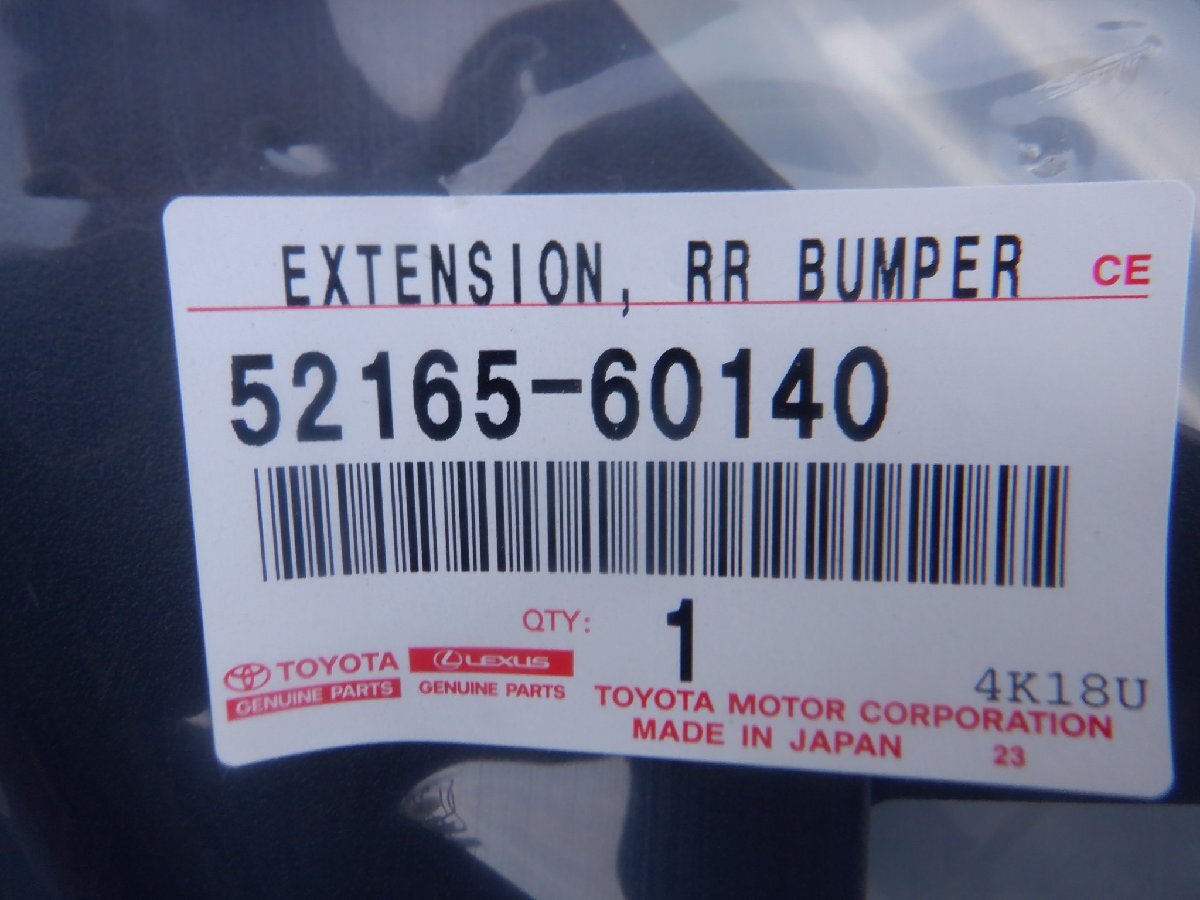 EXTENSION, RR BUMPER CE
52165-60140
QTY: 1
TOYOTA LEXUS
GENUINE PARTS GENUINE PARTS
4K18U
TOYOTA MOTOR CORPORATION
MADE IN JAPAN 23